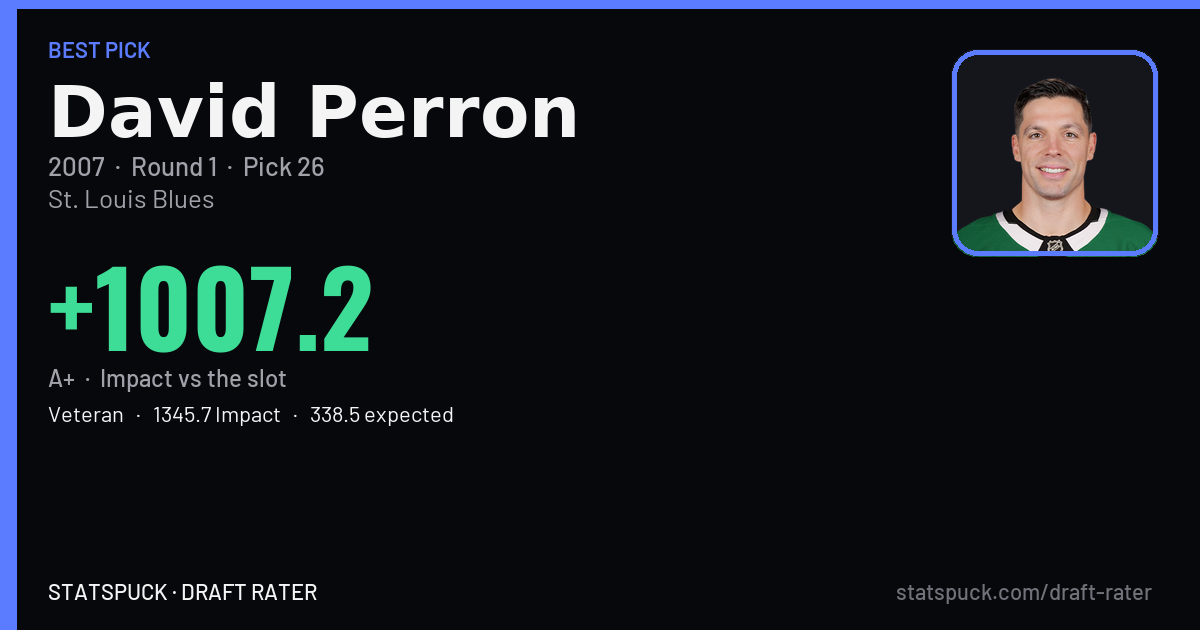 BEST PICK
David Perron
2007 · Round 1 · Pick 26
St. Louis Blues
+1007.2
A+ · Impact vs the slot
Veteran · 1345.7 Impact · 338.5 expected
STATSPUCK · DRAFT RATER
statspuck.com/draft-rater